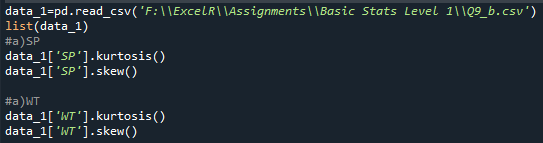 data_1=pd.read_csv('F:\\ExcelR\\Assignments\\Basic Stats Level 1\\Q9_b.csv')
list(data_1)
#a)SP
data_1['SP'].kurtosis()
data_1['SP'].skew()
#a)WT
data_1['WT'].kurtosis()
data_1['WT'].skew()